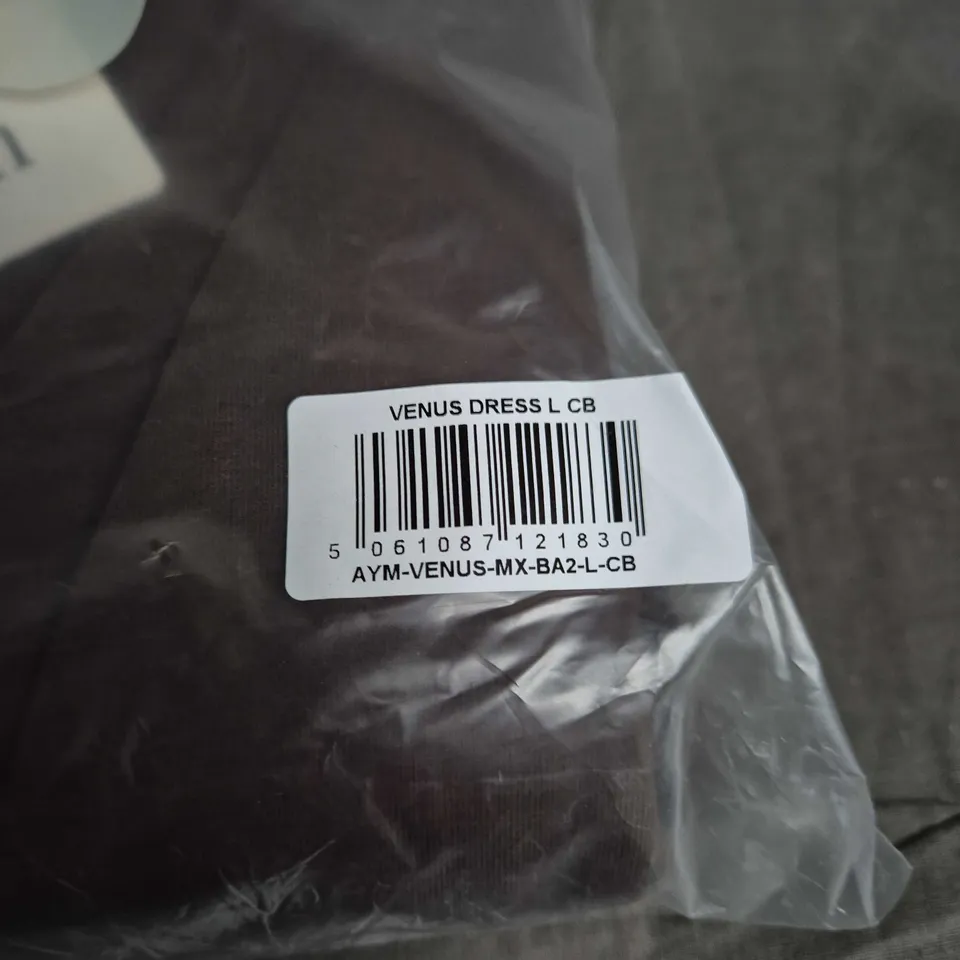 VENUS DRESS L CB
5 061087 121830
AYM-VENUS-MX-BA2-L-CB